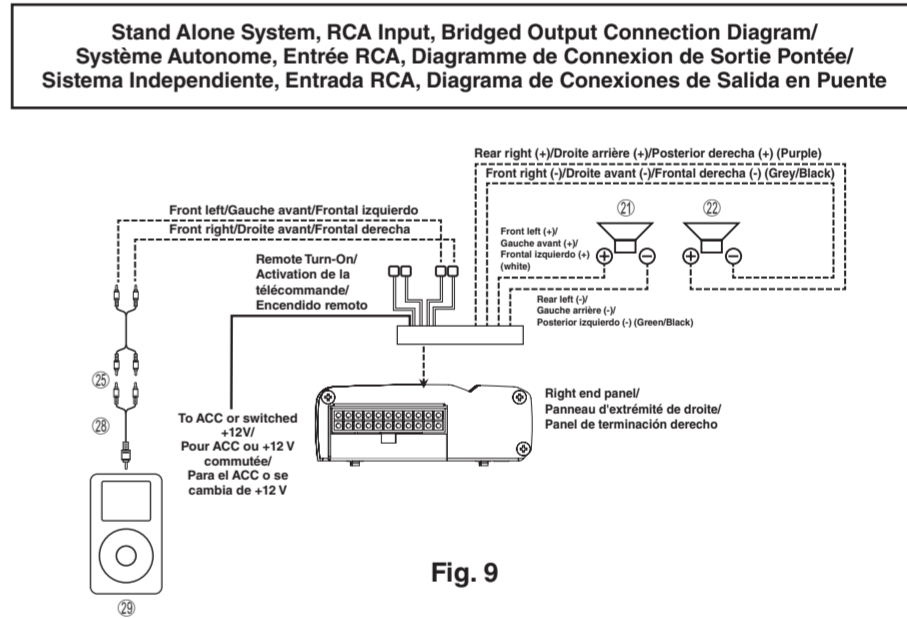 Stand Alone System, RCA Input, Bridged Output Connection Diagram/
Système Autonome, Entrée RCA, Diagramme de Connexion de Sortie Pontée/
Sistema Independiente, Entrada RCA, Diagrama de Conexiones de Salida en Puente
Rear right (+)/Droite arrière (+)/Posterior derecha (+) (Purple)
Front right (-)/Droite avant (-)/Frontal derecha (-) (Grey/Black)
21
22
Front left/Gauche avant/Frontal izquierdo
Front right/Droite avant/Frontal derecha
Front left (+)/
Gauche avant (+)/
Frontal izquierdo (+)
(white)
+
−
+
−
Remote Turn-On/
Activation de la
télécommande/
Encendido remoto
Rear left (-)/
Gauche arrière (-)/
Posterior izquierdo (-) (Green/Black)
25
28
To ACC or switched
+12V/
Pour ACC ou +12 V
commutée/
Para el ACC o se
cambia de +12 V
Right end panel/
Panneau d'extrémité de droite/
Panel de terminación derecho
Fig. 9
29